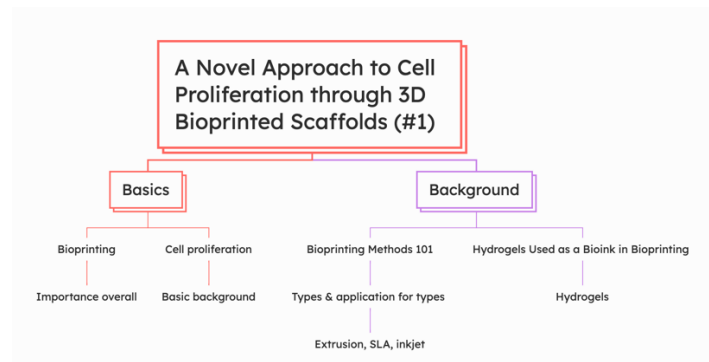 A Novel Approach to Cell
Proliferation through 3D
Bioprinted Scaffolds (#1)
Basics
Background
Bioprinting
Cell proliferation
Bioprinting Methods 101
Hydrogels Used as a Bioink in Bioprinting
Importance overall
Basic background
Types & application for types
Hydrogels
Extrusion, SLA, inkjet